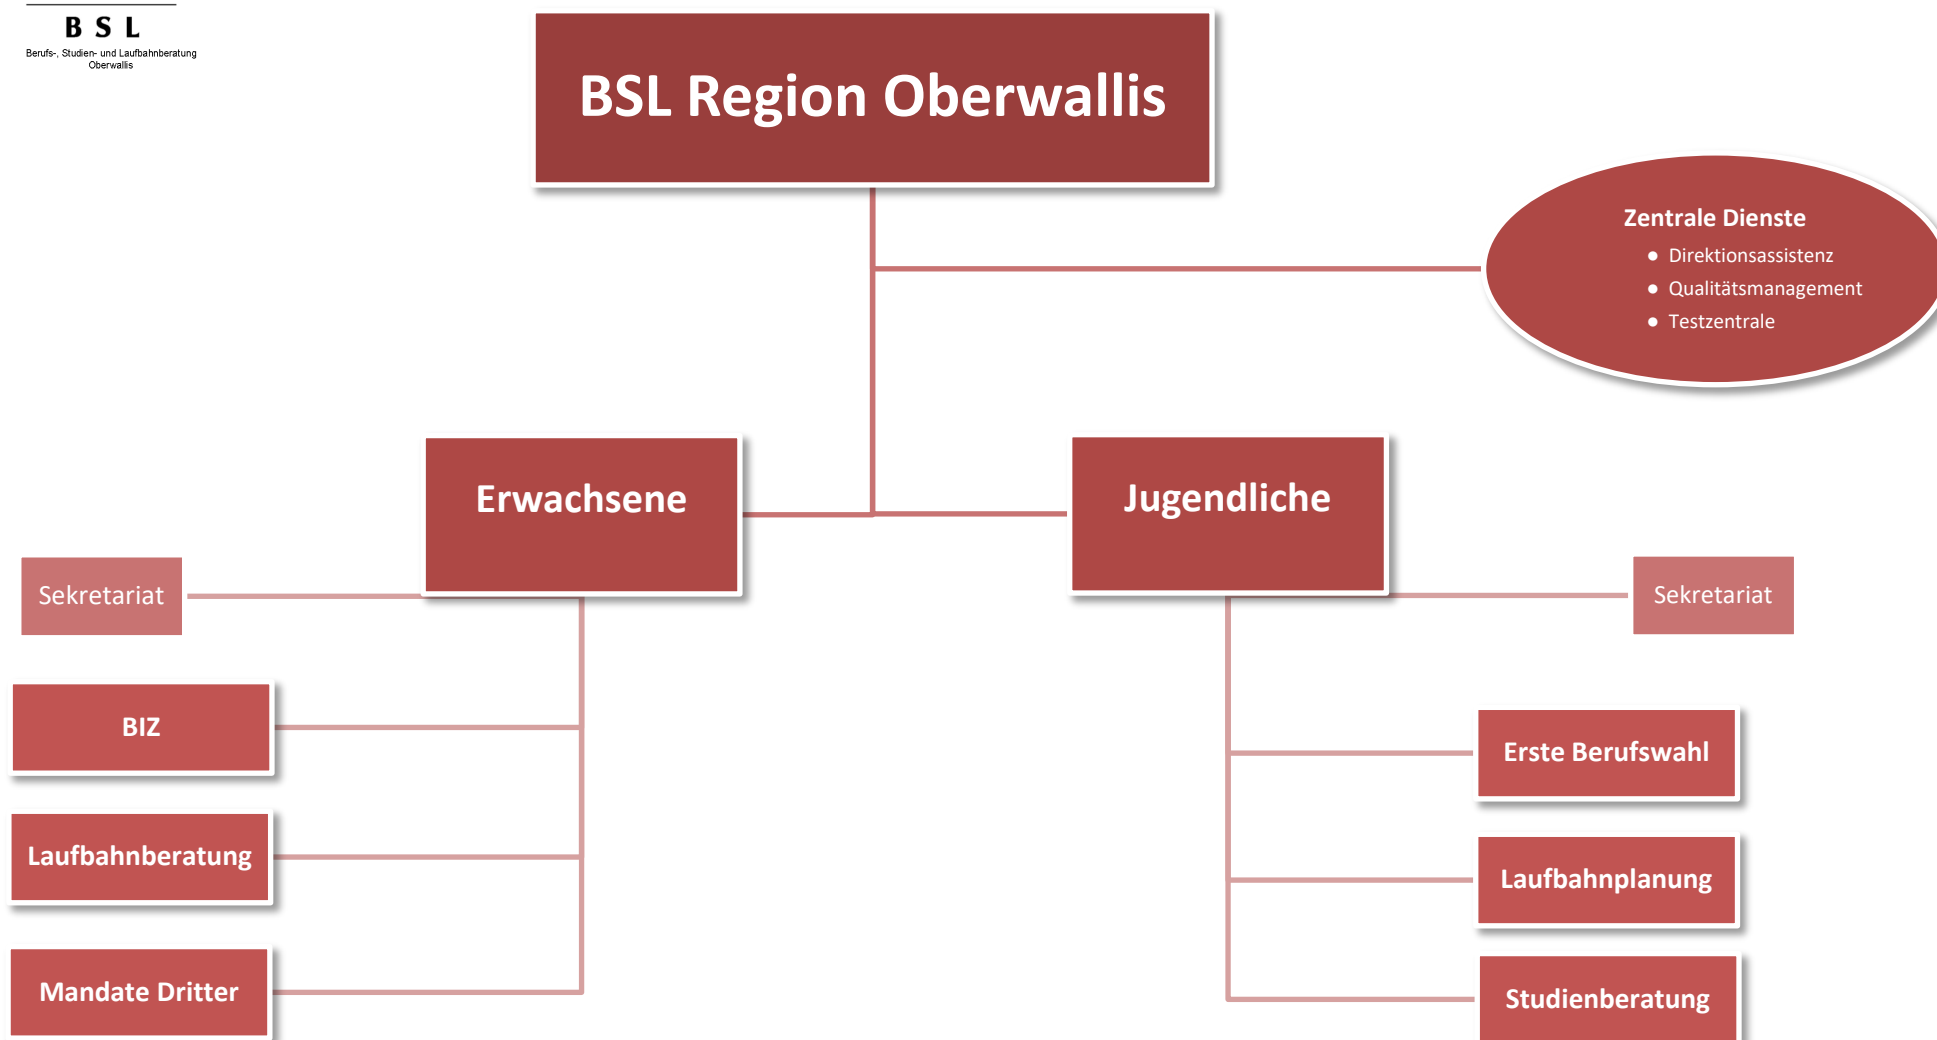 B S L
Berufs-, Studien- und Laufbahnberatung
Oberwallis
BSL Region Oberwallis
Zentrale Dienste
● Direktionsassistenz
● Qualitätsmanagement
● Testzentrale
Erwachsene
Jugendliche
Sekretariat
Sekretariat
BIZ
Erste Berufswahl
Laufbahnberatung
Laufbahnplanung
Mandate Dritter
Studienberatung